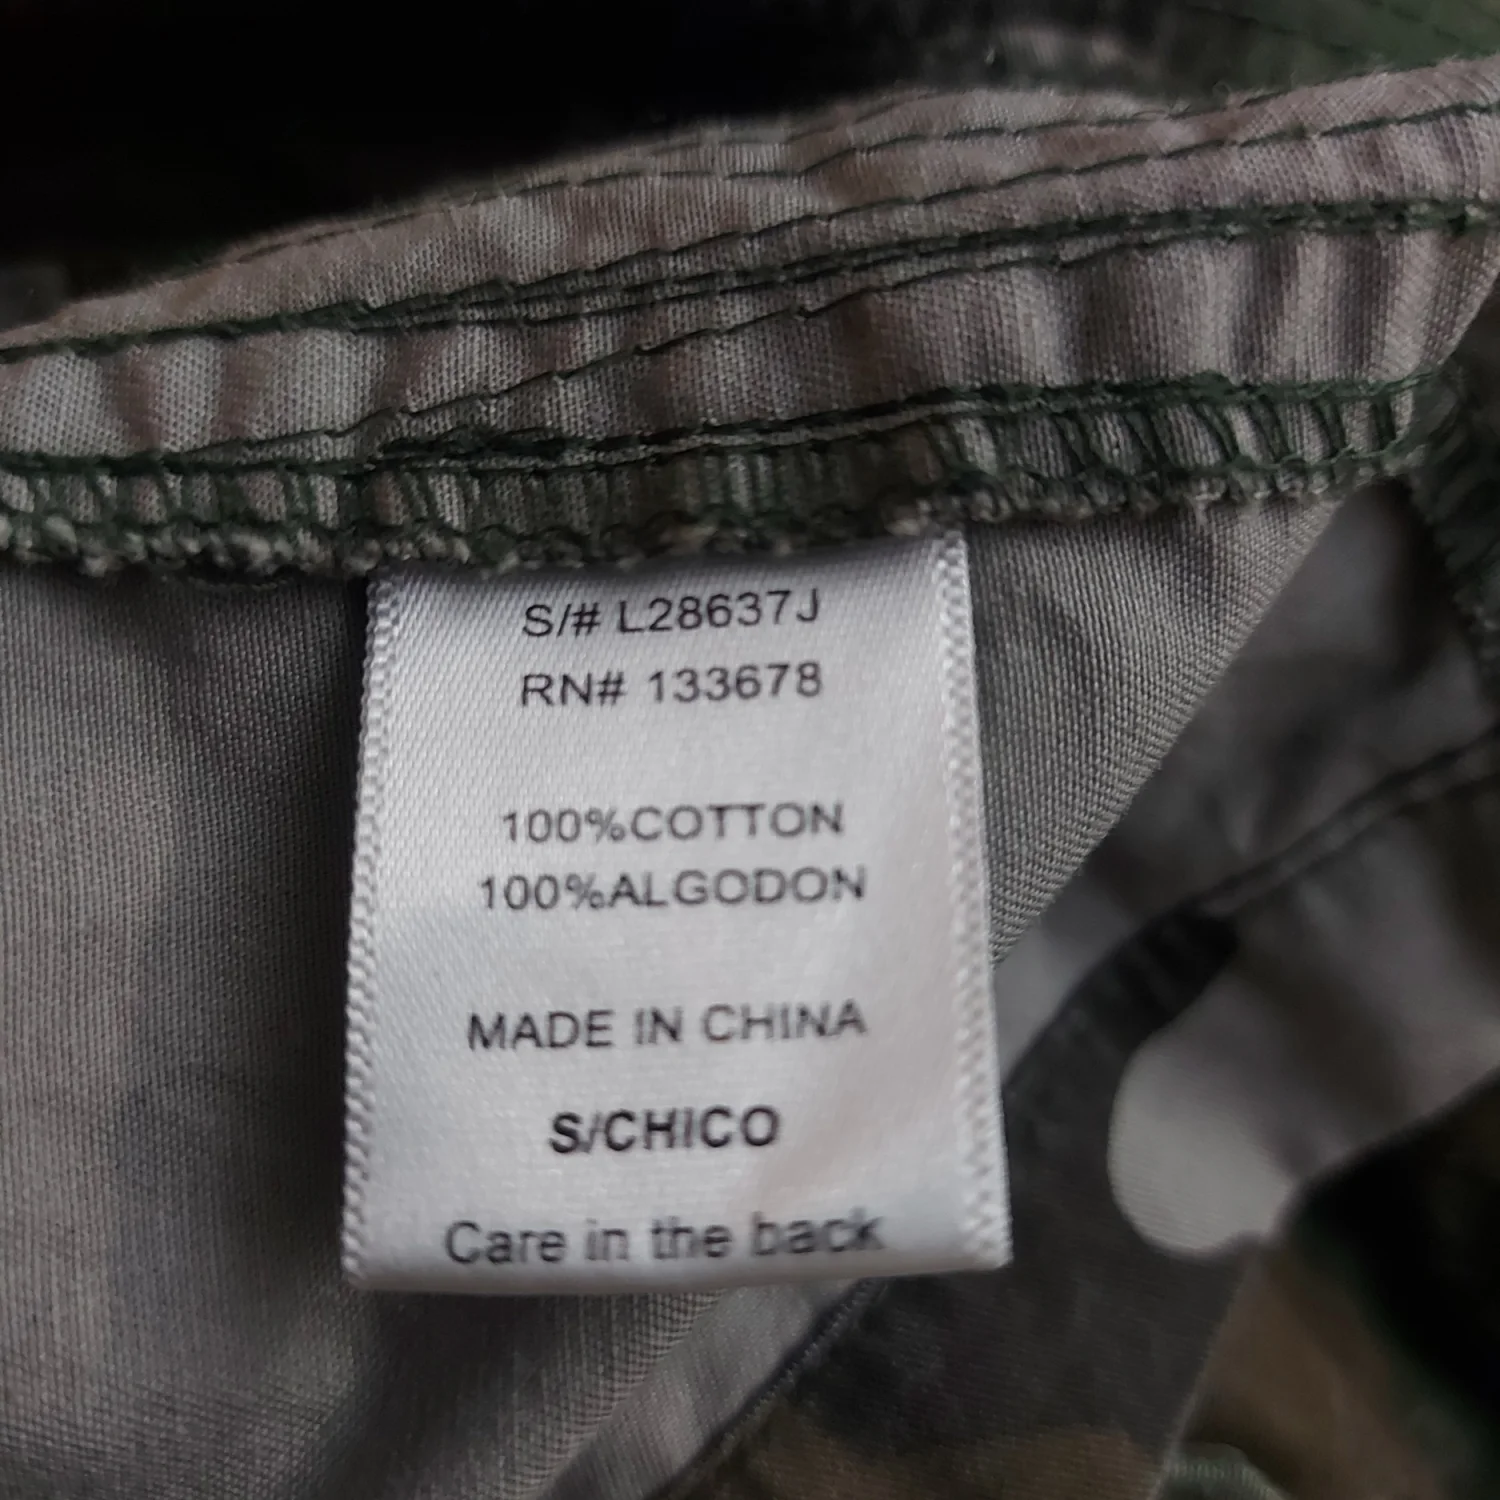 S/# L28637J
RN# 133678
100%COTTON
100%ALGODON
MADE IN CHINA
S/CHICO
Care in the back